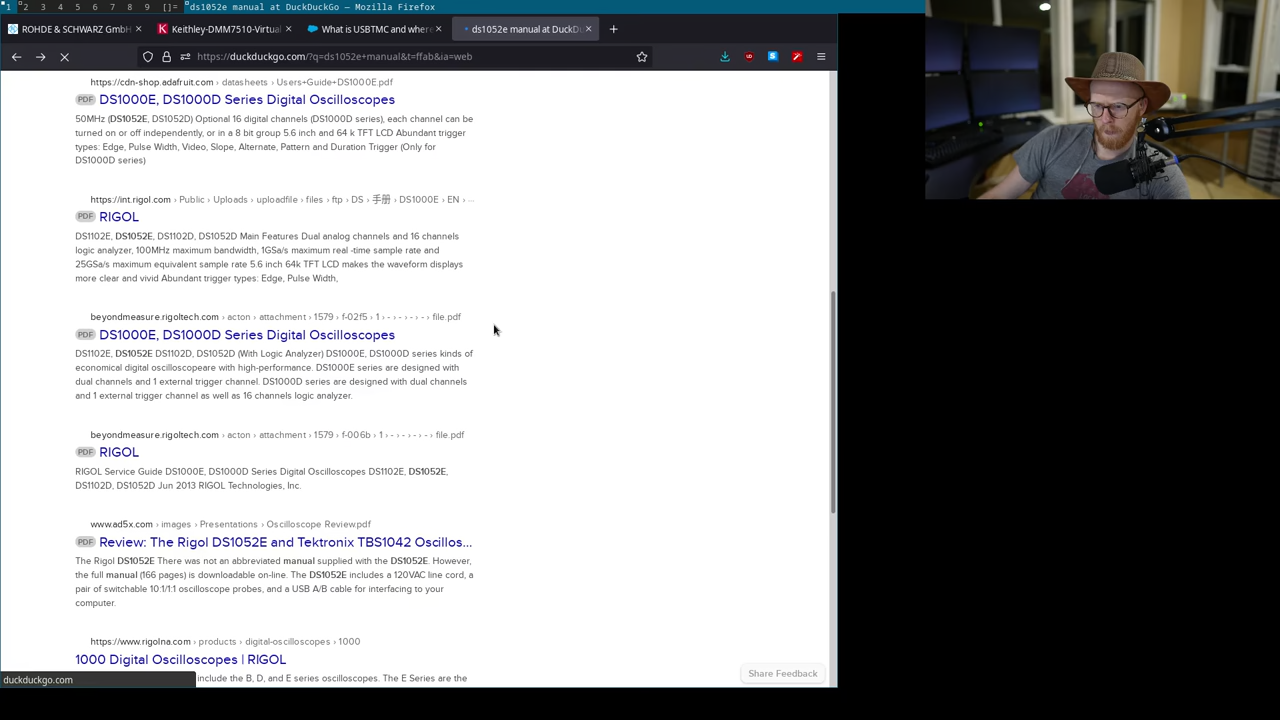 1 2 3 4 5 6 7 8 9 []= ds1052e manual at DuckDuckGo — Mozilla Firefox
ROHDE & SCHWARZ GmbH Keithley-DMM7510-Virtual What is USBTMC and where ds1052e manual at DuckD
https://duckduckgo.com/?q=ds1052e+manual&t=ffab&ia=web
https://cdn-shop.adafruit.com › datasheets › Users+Guide+DS1000E.pdf
PDF DS1000E, DS1000D Series Digital Oscilloscopes
50MHz (DS1052E, DS1052D) Optional 16 digital channels (DS1000D series), each channel can be
turned on or off independently, or in a 8 bit group 5.6 inch and 64 k TFT LCD Abundant trigger
types: Edge, Pulse Width, Video, Slope, Alternate, Pattern and Duration Trigger (Only for
DS1000D series)
https://int.rigol.com › Public › Uploads › uploadfile › files › ftp › DS › 手册 › DS1000E › EN › ...
PDF RIGOL
DS1102E, DS1052E, DS1102D, DS1052D Main Features Dual analog channels and 16 channels
logic analyzer, 100MHz maximum bandwidth, 1GSa/s maximum real -time sample rate and
25GSa/s maximum equivalent sample rate 5.6 inch 64k TFT LCD makes the waveform displays
more clear and vivid Abundant trigger types: Edge, Pulse Width,
beyondmeasure.rigoltech.com › acton › attachment › 1579 › f-02f5 › 1 › - › - › - › - › file.pdf
PDF DS1000E, DS1000D Series Digital Oscilloscopes
DS1102E, DS1052E DS1102D, DS1052D (With Logic Analyzer) DS1000E, DS1000D series kinds of
economical digital oscilloscopeare with high-performance. DS1000E series are designed with
dual channels and 1 external trigger channel. DS1000D series are designed with dual channels
and 1 external trigger channel as well as 16 channels logic analyzer.
beyondmeasure.rigoltech.com › acton › attachment › 1579 › f-006b › 1 › - › - › - › - › file.pdf
PDF RIGOL
RIGOL Service Guide DS1000E, DS1000D Series Digital Oscilloscopes DS1102E, DS1052E,
DS1102D, DS1052D Jun 2013 RIGOL Technologies, Inc.
www.ad5x.com › images › Presentations › Oscilloscope Review.pdf
PDF Review: The Rigol DS1052E and Tektronix TBS1042 Oscillos...
The Rigol DS1052E There was not an abbreviated manual supplied with the DS1052E. However,
the full manual (166 pages) is downloadable on-line. The DS1052E includes a 120VAC line cord, a
pair of switchable 10:1/1:1 oscilloscope probes, and a USB A/B cable for interfacing to your
computer.
https://www.rigolna.com › products › digital-oscilloscopes › 1000
1000 Digital Oscilloscopes | RIGOL
include the B, D, and E series oscilloscopes. The E Series are the
duckduckgo.com
Share Feedback